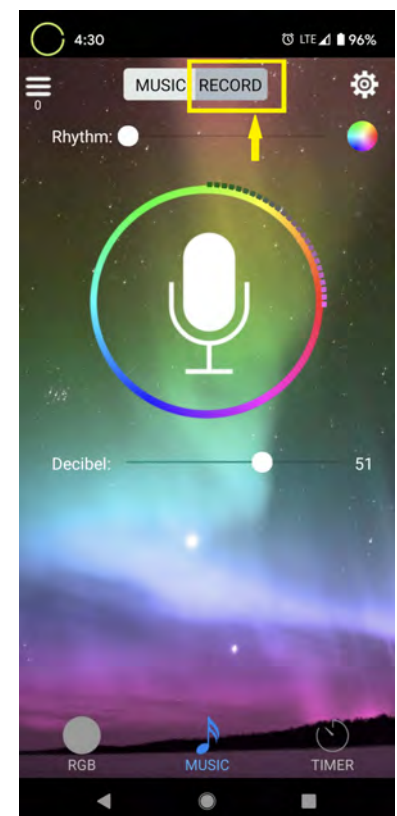 4:30 LTE 96%
MUSIC RECORD
0
Rhythm:
Decibel: 51
RGB MUSIC TIMER